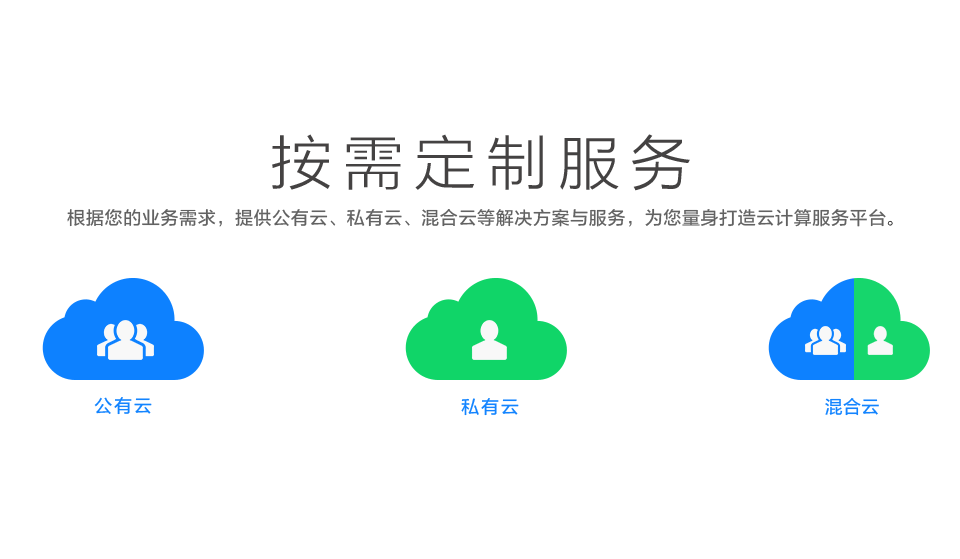 按需定制服务
根据您的业务需求，提供公有云、私有云、混合云等解决方案与服务，为您量身打造云计算服务平台。
公有云
私有云
混合云